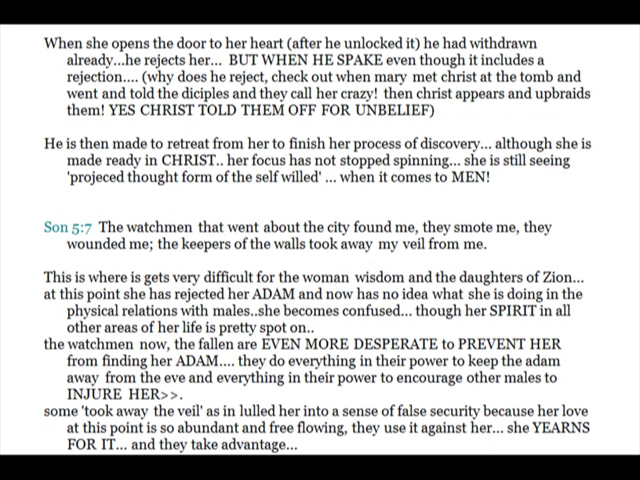 When she opens the door to her heart (after he unlocked it) he had withdrawn
already...he rejects her... BUT WHEN HE SPAKE even though it includes a
rejection.... (why does he reject, check out when mary met christ at the tomb and
went and told the diciples and they call her crazy! then christ appears and upbraids
them! YES CHRIST TOLD THEM OFF FOR UNBELIEF)
He is then made to retreat from her to finish her process of discovery... although she is
made ready in CHRIST.. her focus has not stopped spinning... she is still seeing
'projeced thought form of the self willed' ... when it comes to MEN!
Son 5:7 The watchmen that went about the city found me, they smote me, they
wounded me; the keepers of the walls took away my veil from me.
This is where is gets very difficult for the woman wisdom and the daughters of Zion...
at this point she has rejected her ADAM and now has no idea what she is doing in the
physical relations with males..she becomes confused... though her SPIRIT in all
other areas of her life is pretty spot on..
the watchmen now, the fallen are EVEN MORE DESPERATE to PREVENT HER
from finding her ADAM.... they do everything in their power to keep the adam
away from the eve and everything in their power to encourage other males to
INJURE HER>>.
some 'took away the veil' as in lulled her into a sense of false security because her love
at this point is so abundant and free flowing, they use it against her... she YEARNS
FOR IT... and they take advantage...